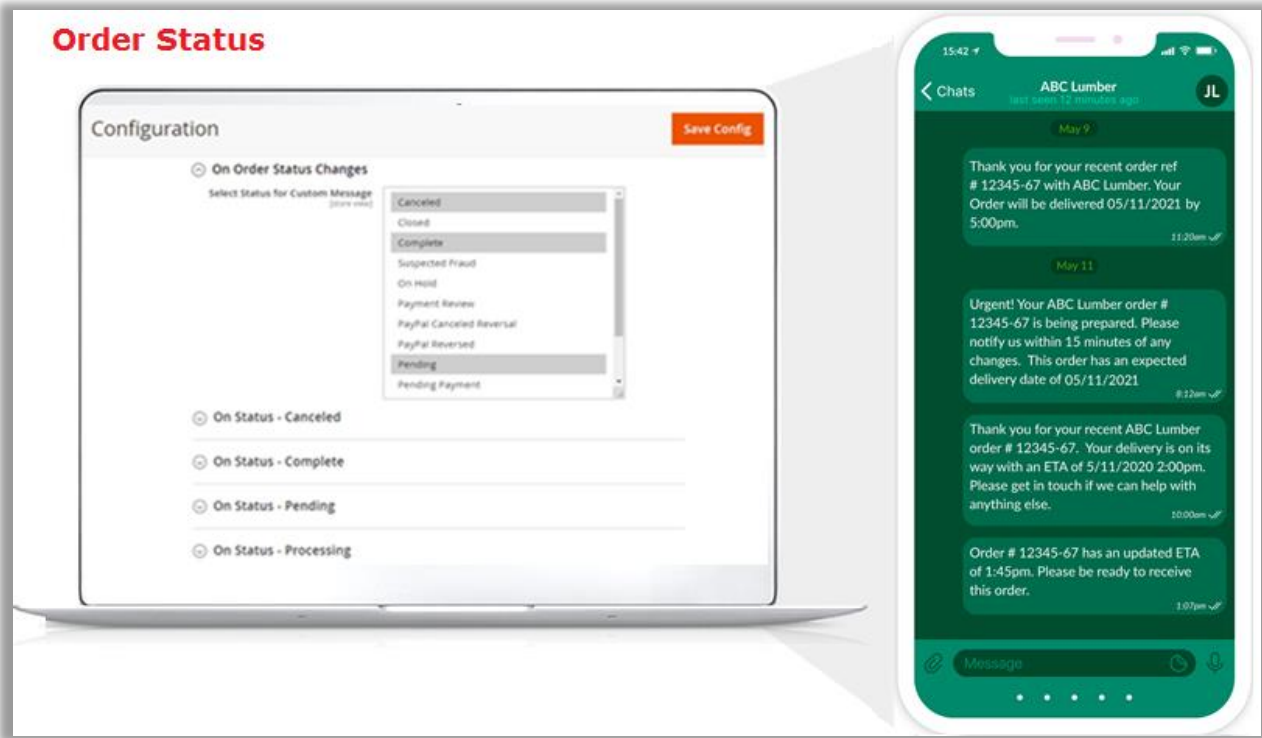 Order Status
Configuration
Save Config
On Order Status Changes
Select Status for Custom Message
[store view]
Canceled
Closed
Complete
Suspected Fraud
On Hold
Payment Review
PayPal Canceled Reversal
PayPal Reversed
Pending
Pending Payment
On Status - Canceled
On Status - Complete
On Status - Pending
On Status - Processing
15:42
Chats
ABC Lumber
last seen 12 minutes ago
JL
May 9
Thank you for your recent order ref
# 12345-67 with ABC Lumber. Your
Order will be delivered 05/11/2021 by
5:00pm.
11:20am
May 11
Urgent! Your ABC Lumber order #
12345-67 is being prepared. Please
notify us within 15 minutes of any
changes. This order has an expected
delivery date of 05/11/2021
8:12am
Thank you for your recent ABC Lumber
order # 12345-67. Your delivery is on its
way with an ETA of 5/11/2020 2:00pm.
Please get in touch if we can help with
anything else.
10:00am
Order # 12345-67 has an updated ETA
of 1:45pm. Please be ready to receive
this order.
1:07pm
Message